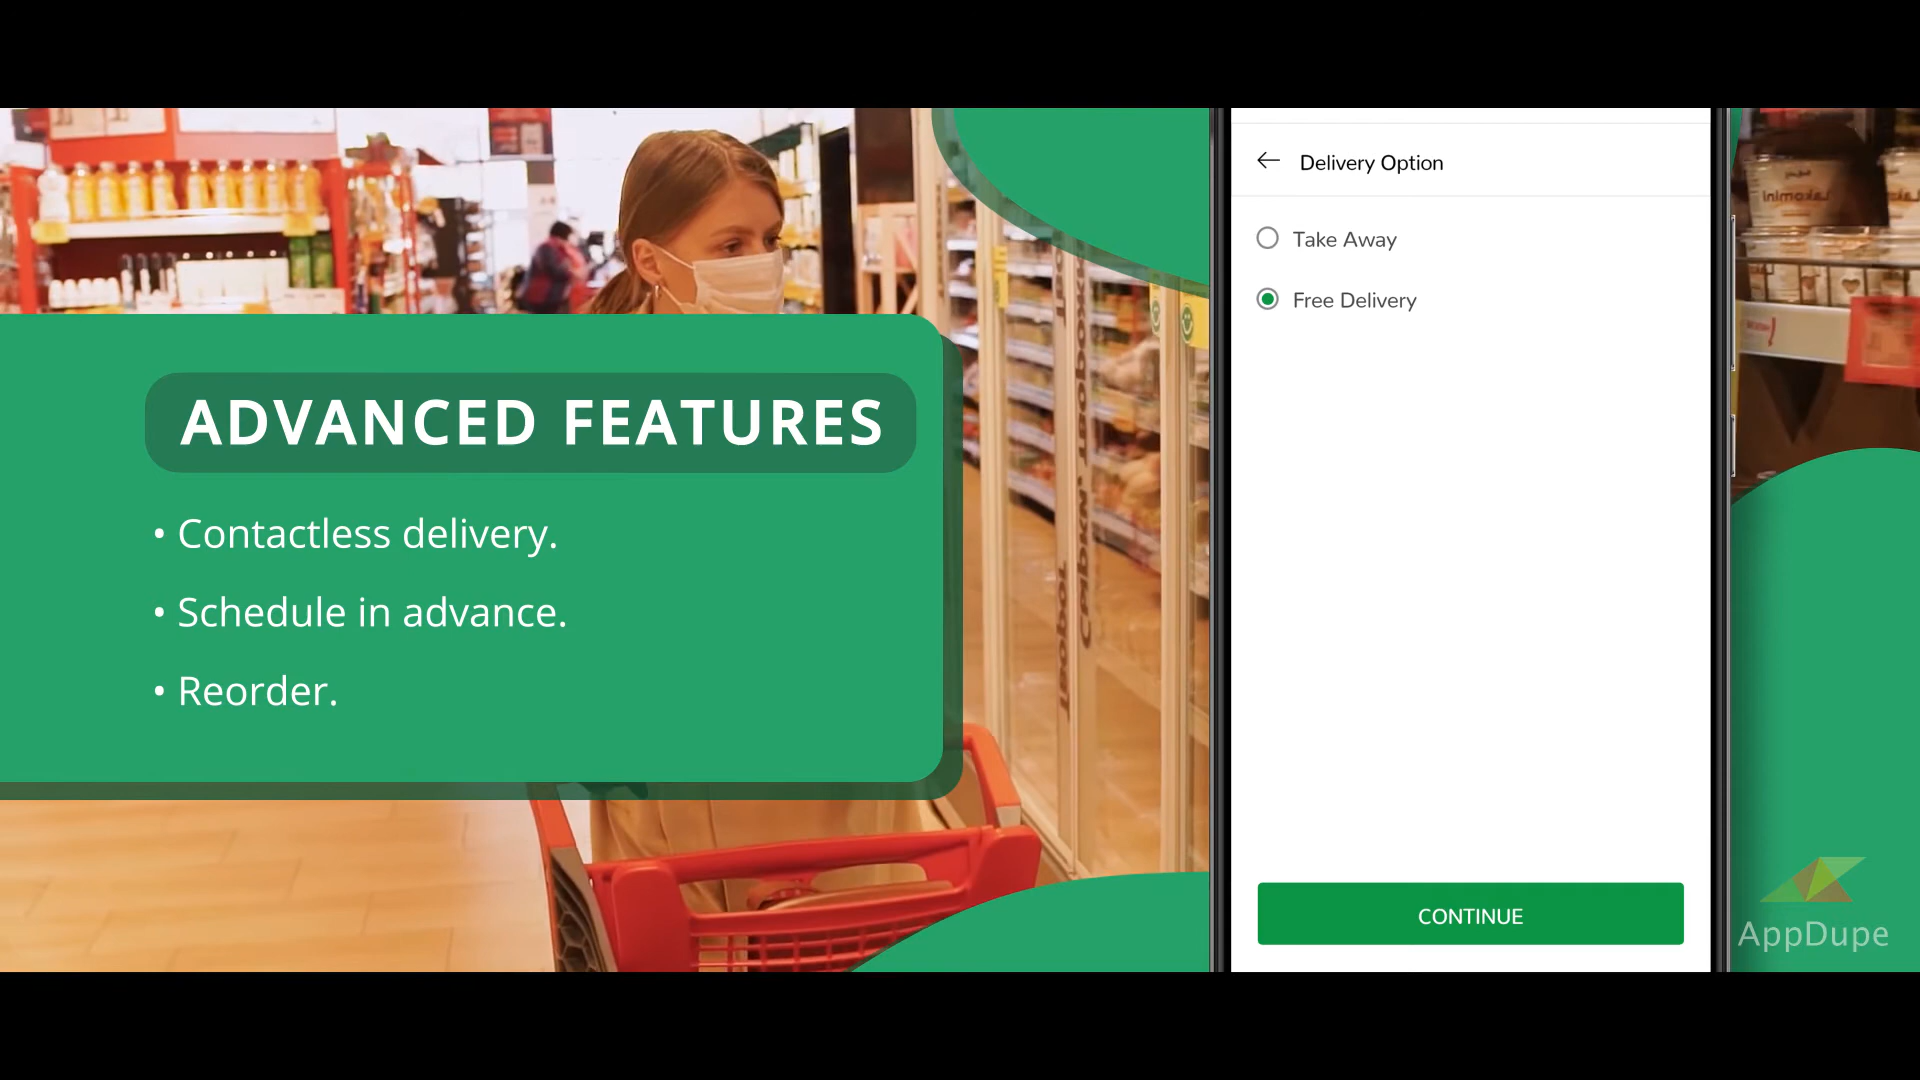 ADVANCED FEATURES
• Contactless delivery.
• Schedule in advance.
• Reorder.
Delivery Option
Take Away
Free Delivery
CONTINUE
AppDupe